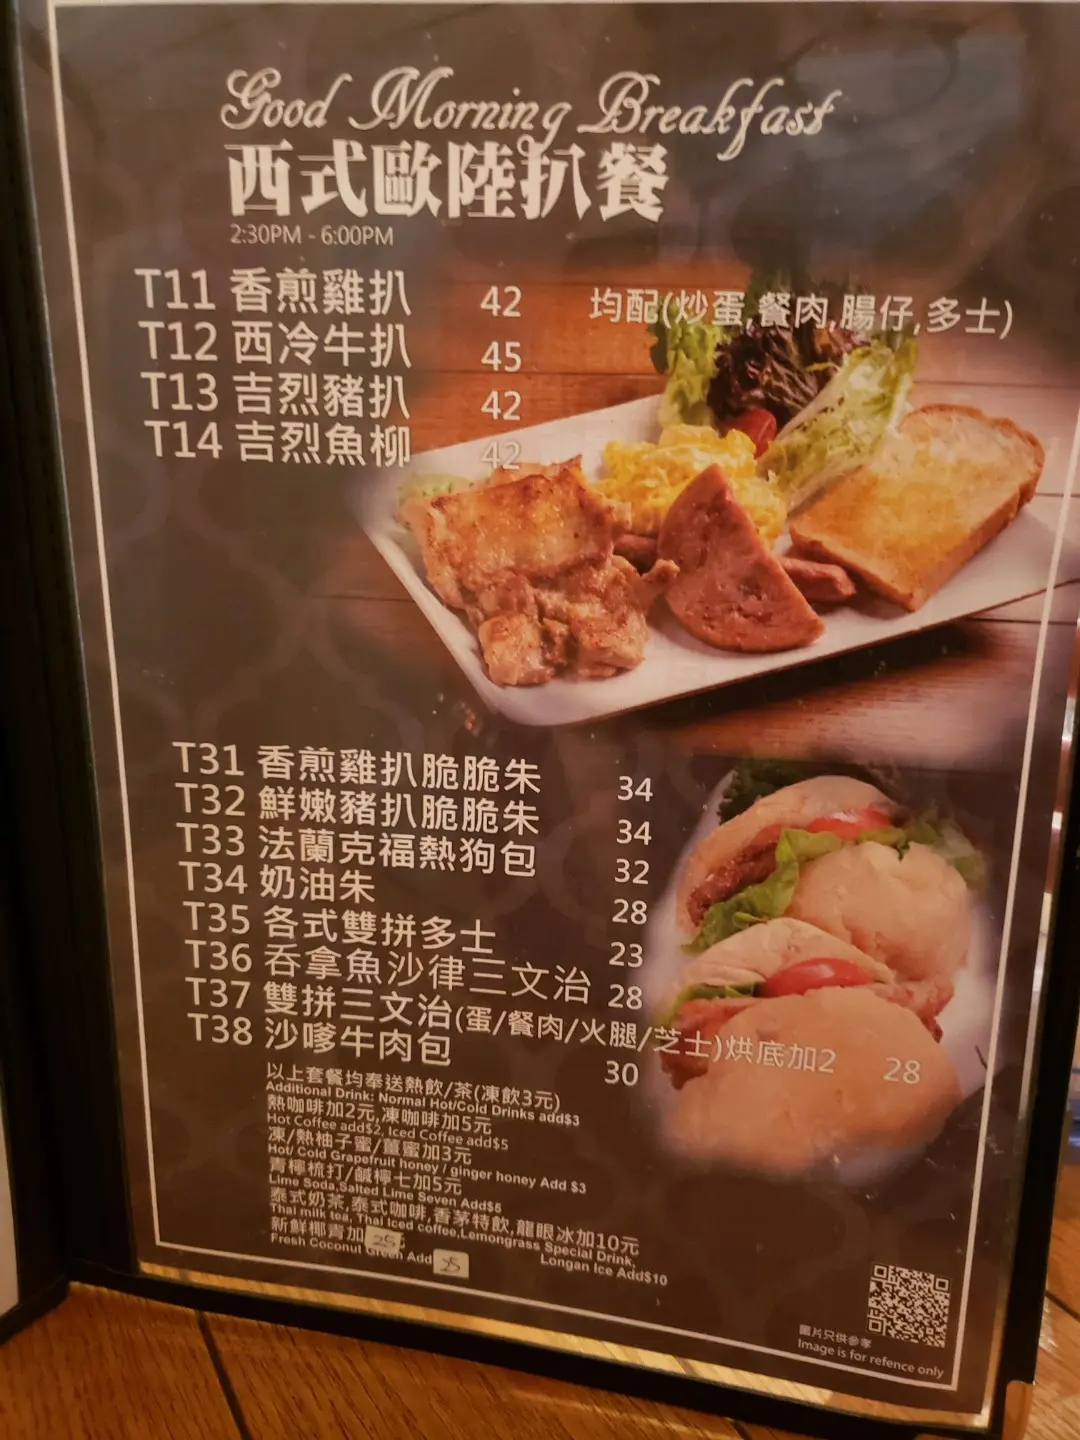 Good Morning Breakfast
西式歐陸扒餐
2:30PM - 6:00PM
T11 香煎雞扒 42 均配(炒蛋,餐肉,腸仔,多士)
T12 西冷牛扒 45
T13 吉烈豬扒 42
T14 吉烈魚柳 42
T31 香煎雞扒脆脆朱 34
T32 鮮嫩豬扒脆脆朱 34
T33 法蘭克福熱狗包 32
T34 奶油朱 28
T35 各式雙拼多士 23
T36 吞拿魚沙律三文治 28
T37 雙拼三文治(蛋/餐肉/火腿/芝士)烘底加2 28
T38 沙嗲牛肉包 30
以上套餐均奉送熱飲/茶(凍飲3元)
Additional Drink: Normal Hot/Cold Drinks add$3
熱咖啡加2元,凍咖啡加5元
Hot Coffee add$2, Iced Coffee add$5
凍/熱柚子蜜/薑蜜加3元
Hot/ Cold Grapefruit honey / ginger honey Add $3
青檸梳打/鹹檸七加5元
Lime Soda,Salted Lime Seven Add$5
泰式奶茶,泰式咖啡,香茅特飲,龍眼冰加10元
Thai milk tea, Thai Iced coffee,Lemongrass Special Drink,
Longan Ice Add$10
新鮮椰青加 25
Fresh Coconut Green Add 25
圖片只供參孝
Image is for refence only